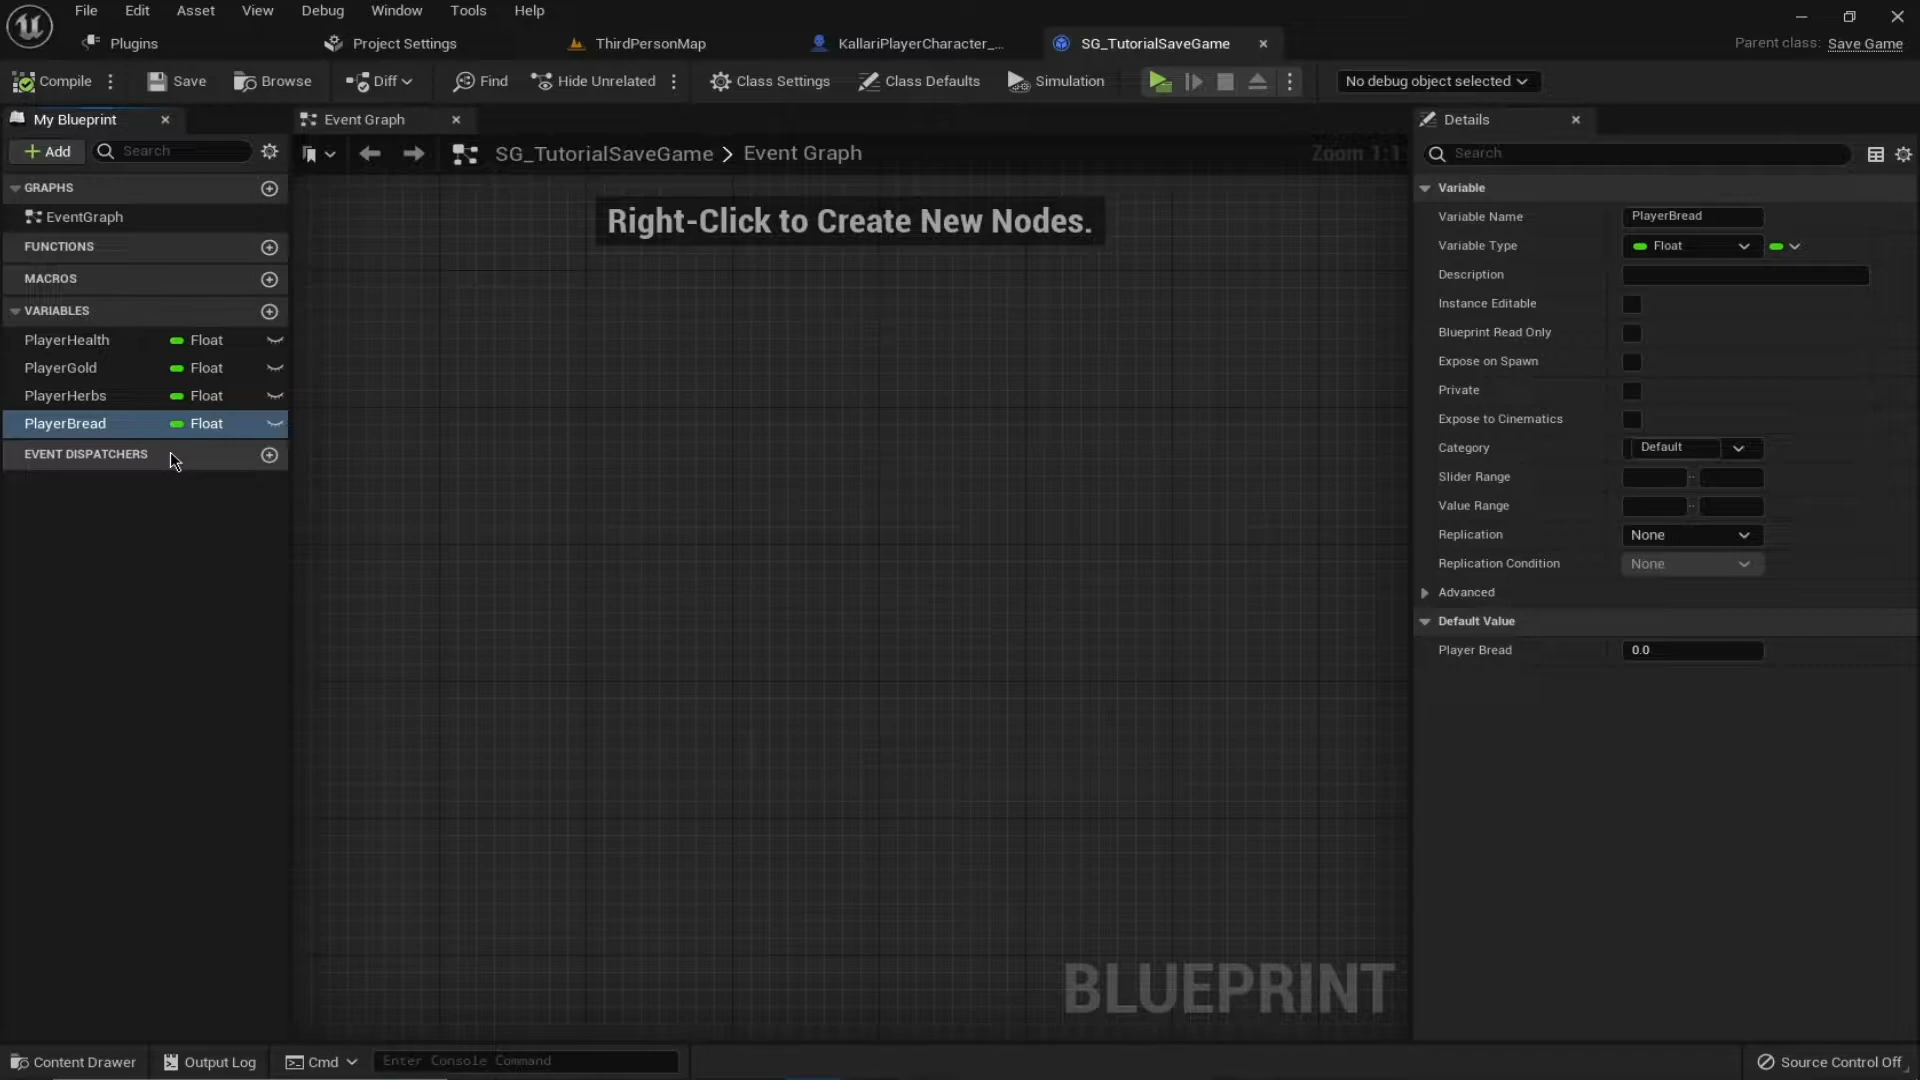 File Edit Asset View Debug Window Tools Help
Plugins Project Settings ThirdPersonMap KallariPlayerCharacter_... SG_TutorialSaveGame Parent class: Save Game
Compile Save Browse Diff Find Hide Unrelated Class Settings Class Defaults Simulation No debug object selected
My Blueprint
Event Graph
Details
Add Search
SG_TutorialSaveGame > Event Graph Zoom 1:1
Search
GRAPHS
EventGraph
FUNCTIONS
MACROS
VARIABLES
PlayerHealth Float
PlayerGold Float
PlayerHerbs Float
PlayerBread Float
EVENT DISPATCHERS
Right-Click to Create New Nodes.
BLUEPRINT
Variable
Variable Name PlayerBread
Variable Type Float
Description
Instance Editable
Blueprint Read Only
Expose on Spawn
Private
Expose to Cinematics
Category Default
Slider Range
Value Range
Replication None
Replication Condition None
Advanced
Default Value
Player Bread 0.0
Content Drawer Output Log Cmd Enter Console Command Source Control Off